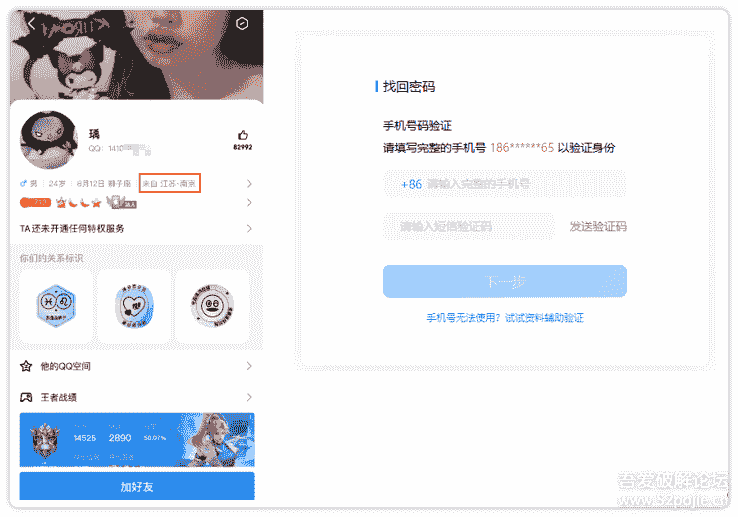 瑀
QQ：1410
82992
男 24岁 8月12日 狮子座 来自 江苏-南京
TA还未开通任何特权服务
你们的关系标识
他的QQ空间
王者战绩
14525 2890 50.97%
加好友
找回密码
手机号码验证
请填写完整的手机号 186******65 以验证身份
+86 请输入完整的手机号
请输入短信验证码 发送验证码
下一步
手机号无法使用？试试资料辅助验证
吾爱破解论坛
www.52pojie.cn